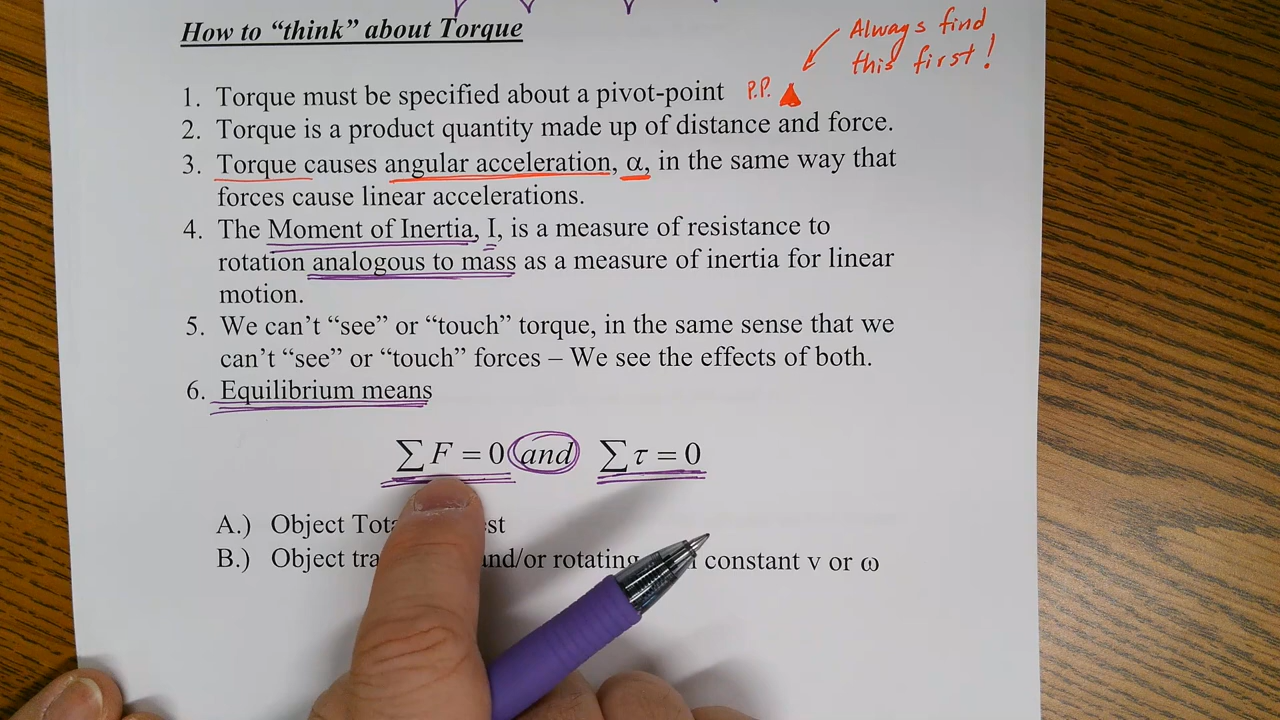 How to “think” about Torque
Always find
this first!
1. Torque must be specified about a pivot-point P.P.
2. Torque is a product quantity made up of distance and force.
3. Torque causes angular acceleration, α, in the same way that
forces cause linear accelerations.
4. The Moment of Inertia, I, is a measure of resistance to
rotation analogous to mass as a measure of inertia for linear
motion.
5. We can’t “see” or “touch” torque, in the same sense that we
can’t “see” or “touch” forces – We see the effects of both.
6. Equilibrium means
∑ F = 0 and ∑ τ = 0
A.) Object
B.) Object and/or rotating constant v or ω